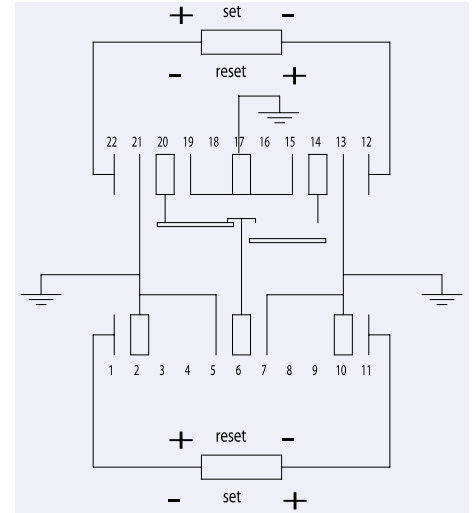 + set -
- reset +
22 21 20 19 18 17 16 15 14 13 12
1 2 3 4 5 6 7 8 9 10 11
+ reset -
- set +